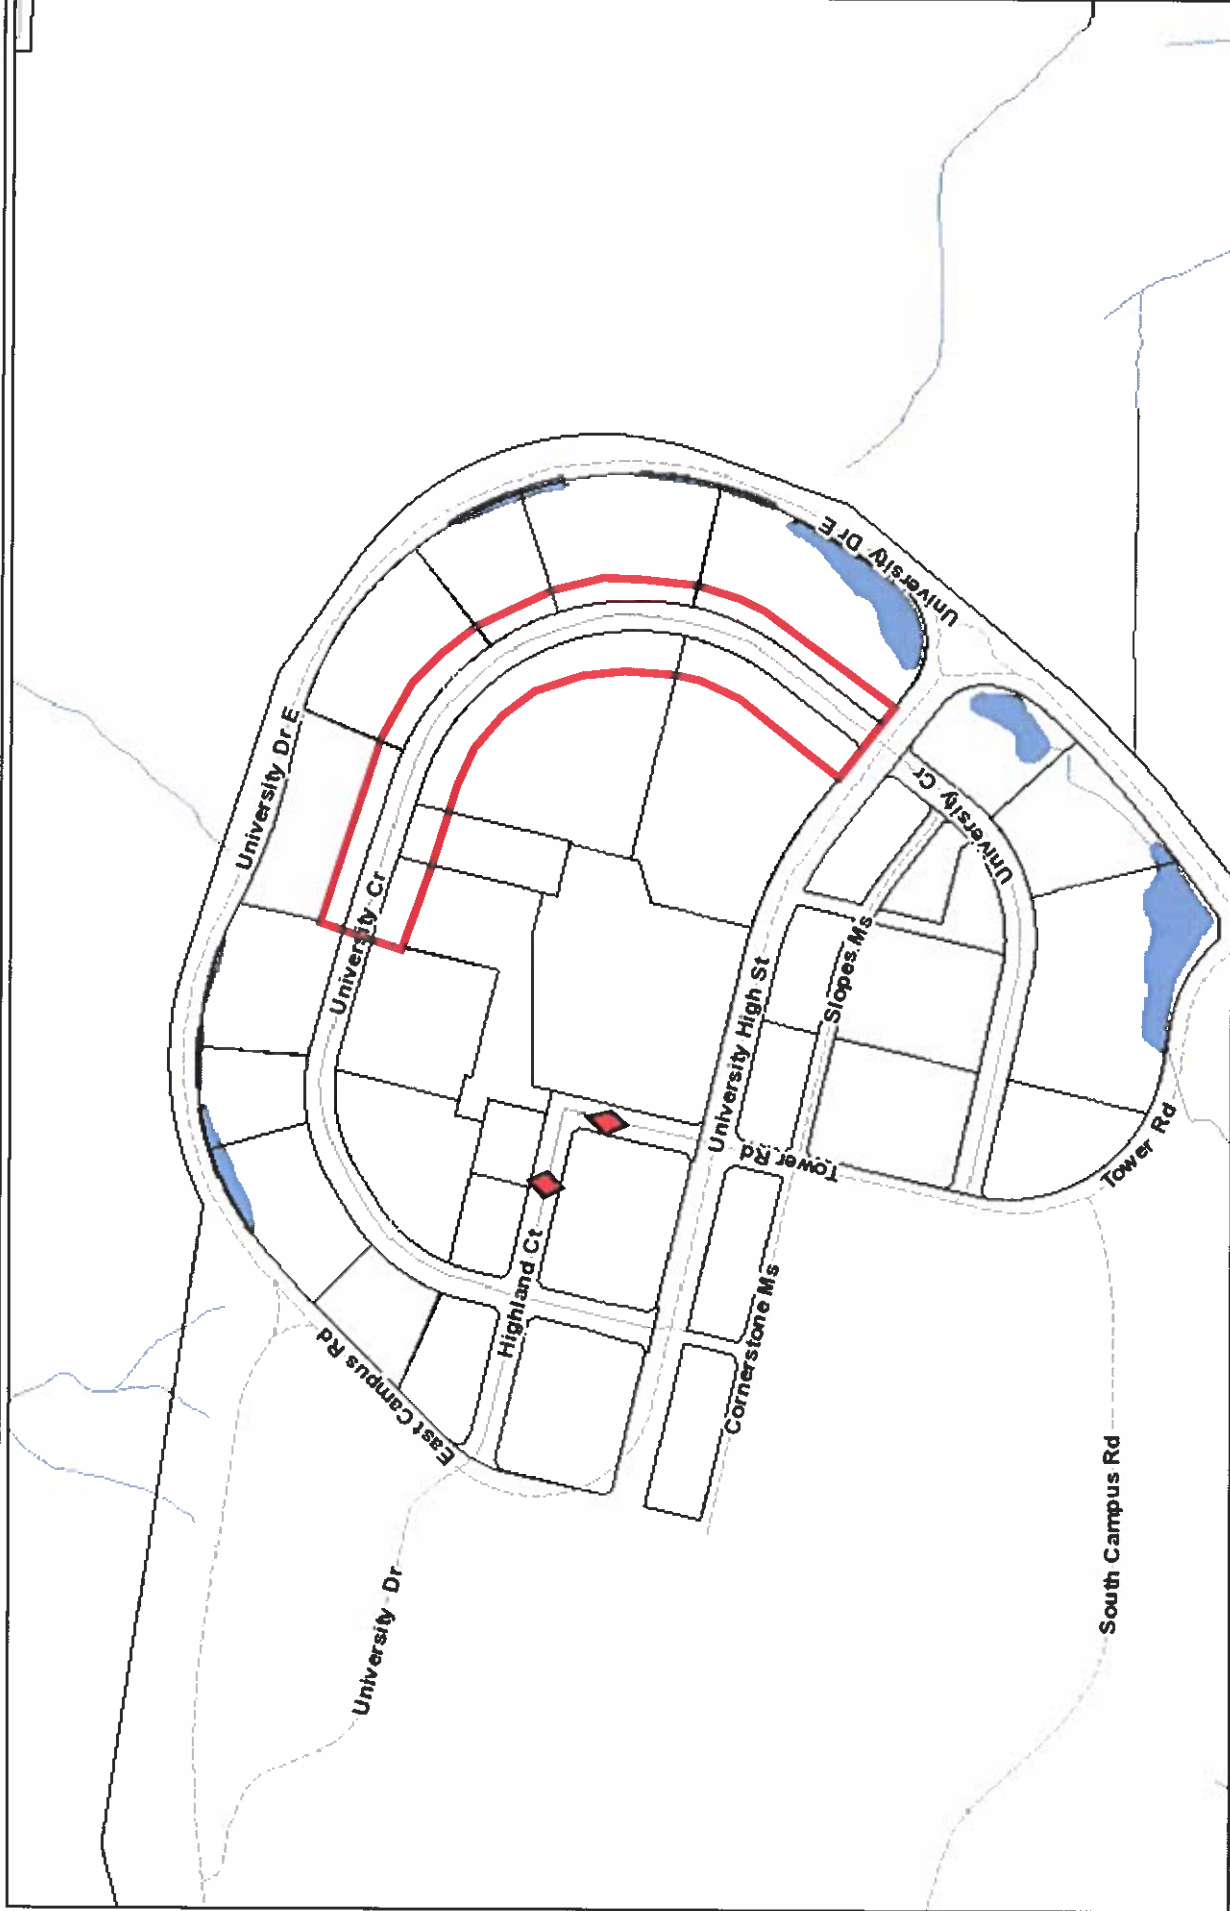 University Dr E
University Dr E
University Cr
University Cr
University High St
Slopes Ms
Tower Rd
Tower Rd
Highland Ct
Cornerstone Ms
East Campus Rd
University Dr
South Campus Rd